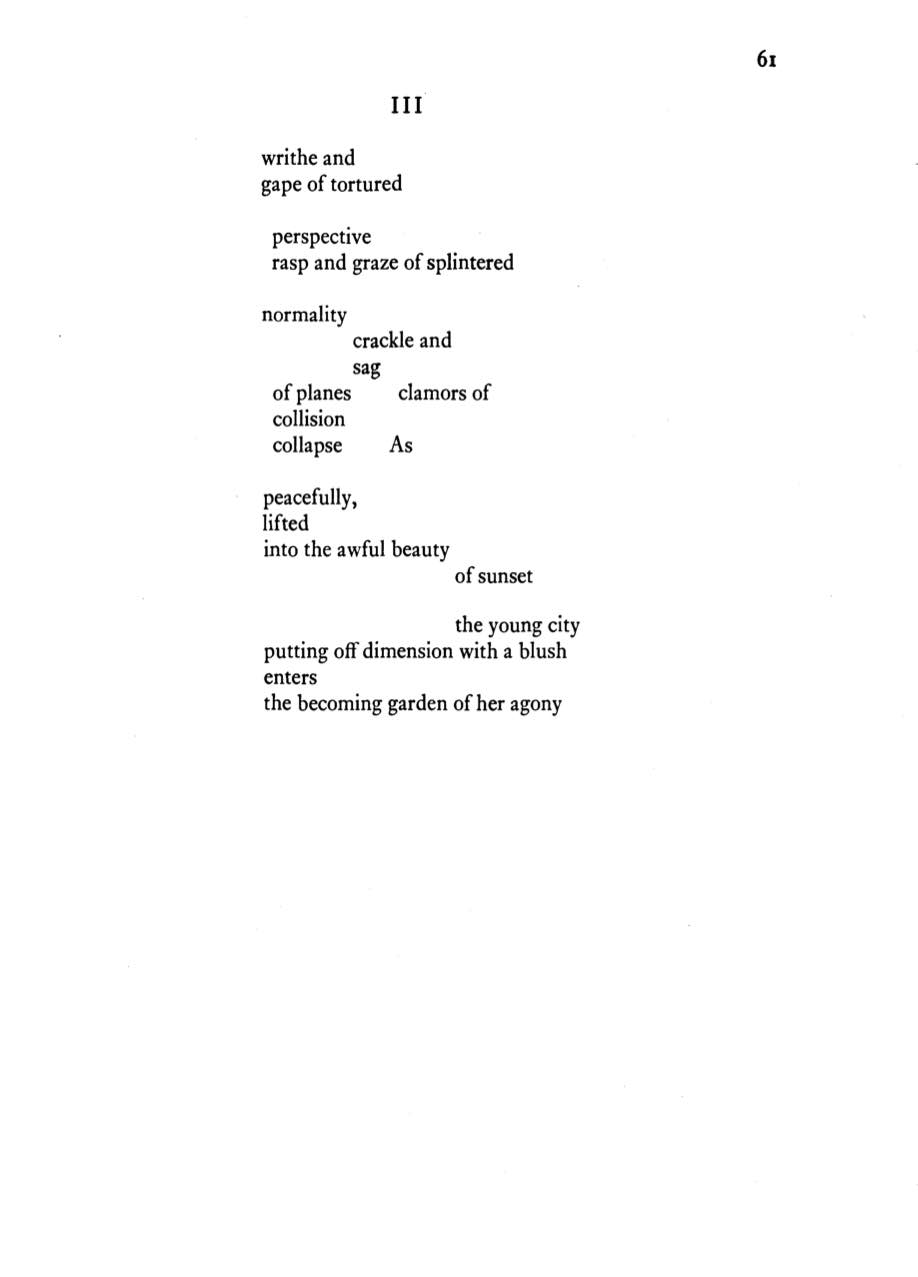 61
III
writhe and
gape of tortured
perspective
rasp and graze of splintered
normality
crackle and
sag
of planes clamors of
collision
collapse As
peacefully,
lifted
into the awful beauty
of sunset
the young city
putting off dimension with a blush
enters
the becoming garden of her agony